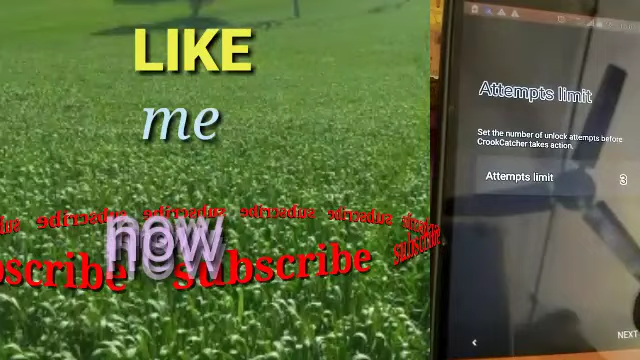 LIKE
me
now
subscribe subscribe subscribe subscribe subscribe
subscribe subscribe
Attempts limit
Set the number of unlock attempts before
CrookCatcher takes action.
Attempts limit 3
NEXT